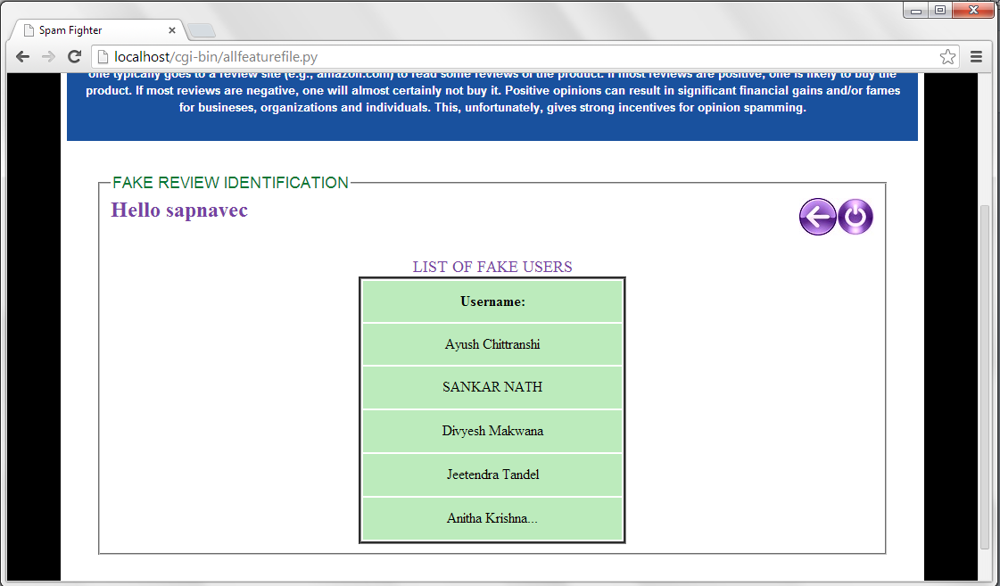 Spam Fighter
localhost/cgi-bin/allfeaturefile.py
one typically goes to a review site (e.g., amazon.com) to read some reviews of the product. If most reviews are positive, one is likely to buy the
product. If most reviews are negative, one will almost certainly not buy it. Positive opinions can result in significant financial gains and/or fames
for busineses, organizations and individuals. This, unfortunately, gives strong incentives for opinion spamming.
FAKE REVIEW IDENTIFICATION
Hello sapnavec
LIST OF FAKE USERS
Username:
Ayush Chittranshi
SANKAR NATH
Divyesh Makwana
Jeetendra Tandel
Anitha Krishna...